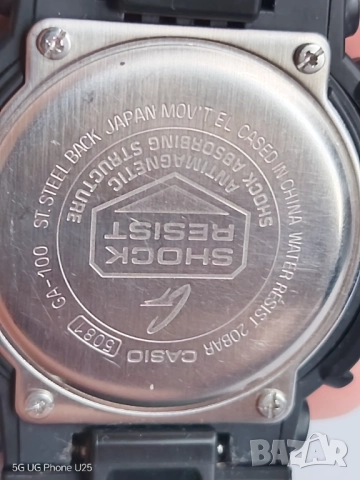 CASIO 5081 GA-100 ST. STEEL BACK JAPAN MOV'T EL CASED IN CHINA WATER RESIST 20BAR
SHOCK ABSORBING STRUCTURE
ANTIMAGNETIC
SHOCK
RESIST
G
5G UG Phone U25
bazar